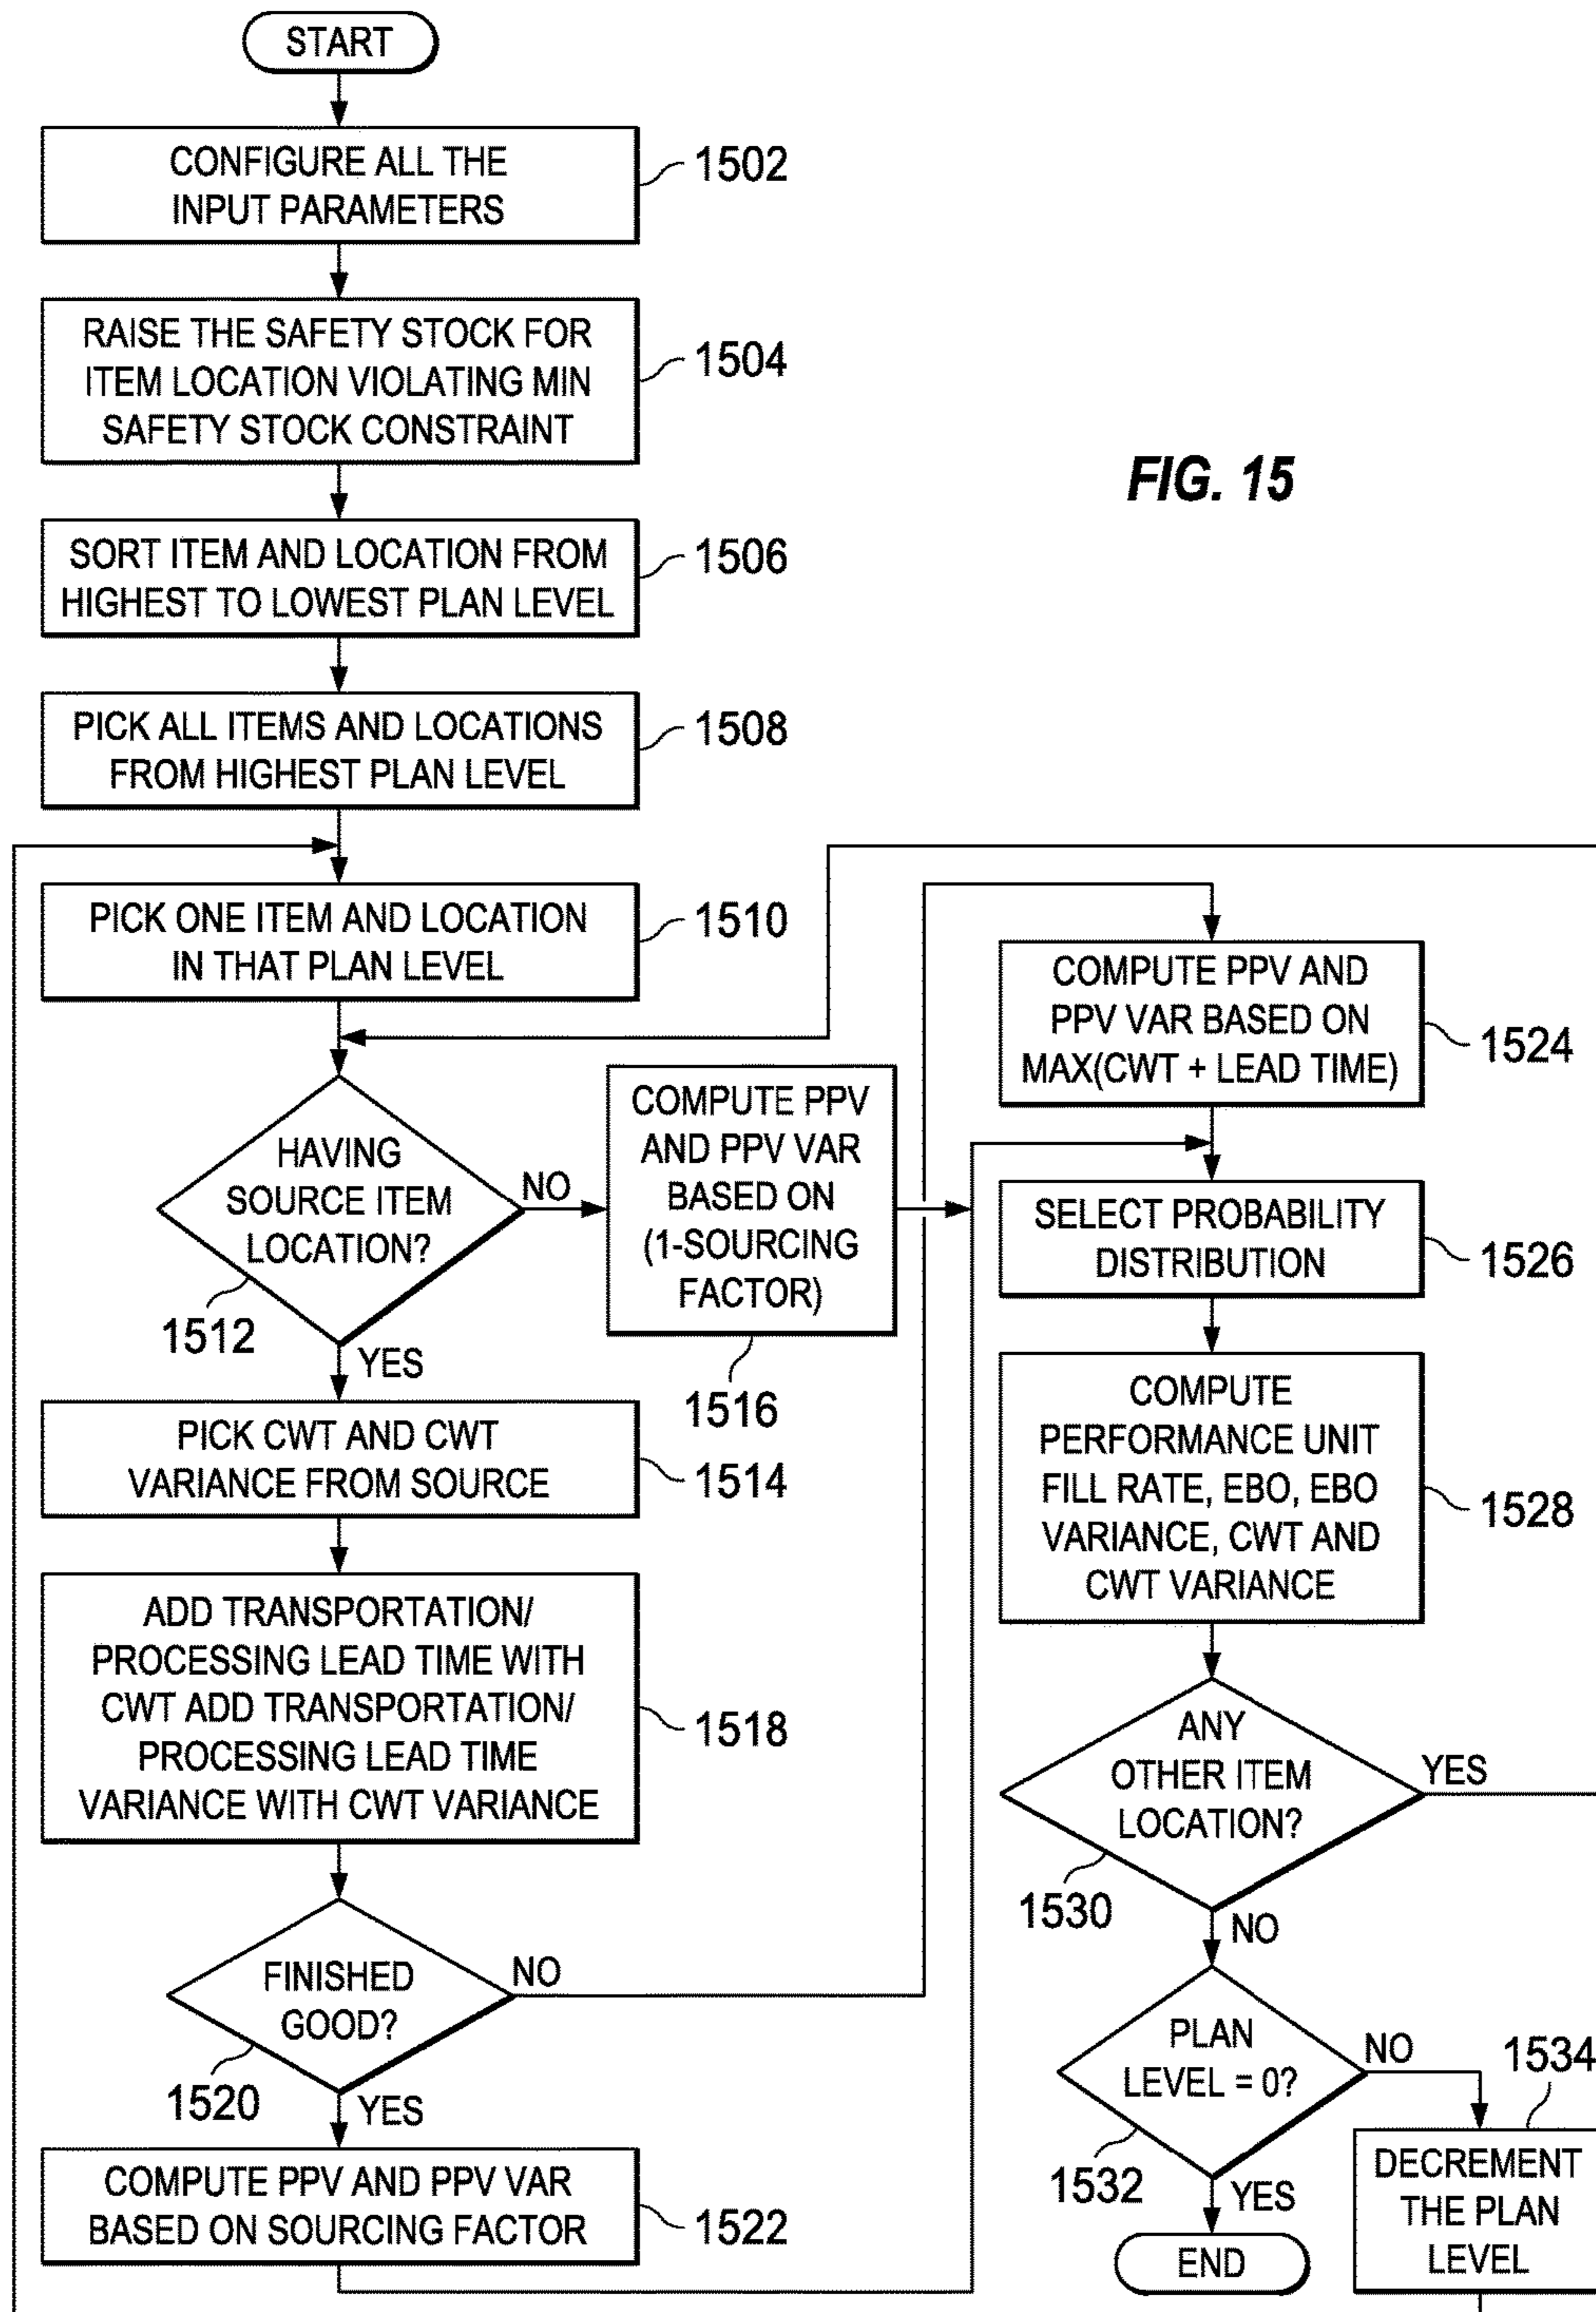 START
CONFIGURE ALL THE
INPUT PARAMETERS
1502
RAISE THE SAFETY STOCK FOR
ITEM LOCATION VIOLATING MIN
SAFETY STOCK CONSTRAINT
1504
FIG. 15
SORT ITEM AND LOCATION FROM
HIGHEST TO LOWEST PLAN LEVEL
1506
PICK ALL ITEMS AND LOCATIONS
FROM HIGHEST PLAN LEVEL
1508
PICK ONE ITEM AND LOCATION
IN THAT PLAN LEVEL
1510
HAVING
SOURCE ITEM
LOCATION?
1512
NO
YES
COMPUTE PPV
AND PPV VAR
BASED ON
(1-SOURCING
FACTOR)
1516
PICK CWT AND CWT
VARIANCE FROM SOURCE
1514
ADD TRANSPORTATION/
PROCESSING LEAD TIME WITH
CWT ADD TRANSPORTATION/
PROCESSING LEAD TIME
VARIANCE WITH CWT VARIANCE
1518
FINISHED
GOOD?
1520
NO
YES
COMPUTE PPV AND PPV VAR
BASED ON SOURCING FACTOR
1522
COMPUTE PPV AND
PPV VAR BASED ON
MAX(CWT + LEAD TIME)
1524
SELECT PROBABILITY
DISTRIBUTION
1526
COMPUTE
PERFORMANCE UNIT
FILL RATE, EBO, EBO
VARIANCE, CWT AND
CWT VARIANCE
1528
ANY
OTHER ITEM
LOCATION?
1530
YES
NO
PLAN
LEVEL = 0?
1532
NO
YES
1534
DECREMENT
THE PLAN
LEVEL
END